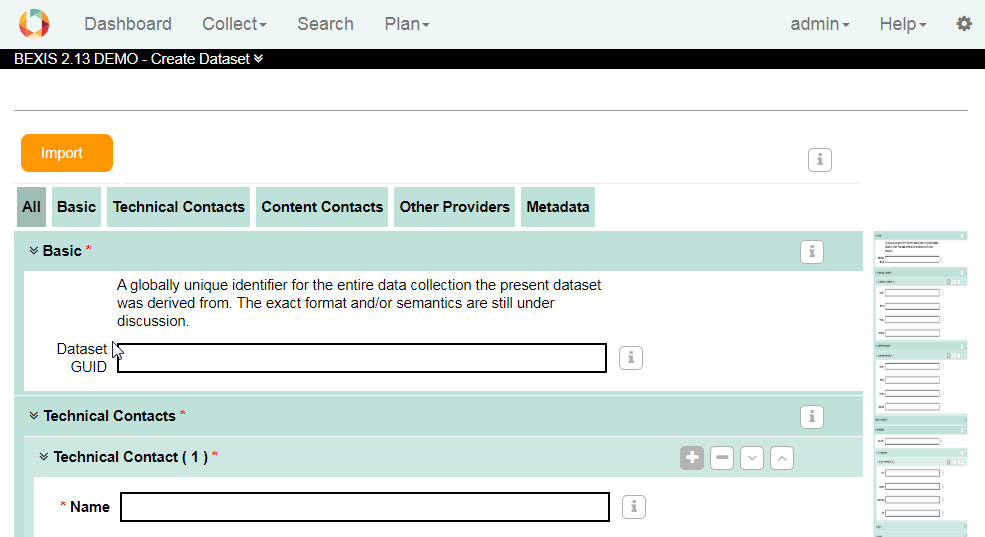 Dashboard Collect Search Plan admin Help
BEXIS 2.13 DEMO - Create Dataset
Import
All Basic Technical Contacts Content Contacts Other Providers Metadata
Basic *
A globally unique identifier for the entire data collection the present dataset
was derived from. The exact format and/or semantics are still under
discussion.
Dataset
GUID
Technical Contacts *
Technical Contact ( 1 ) *
* Name